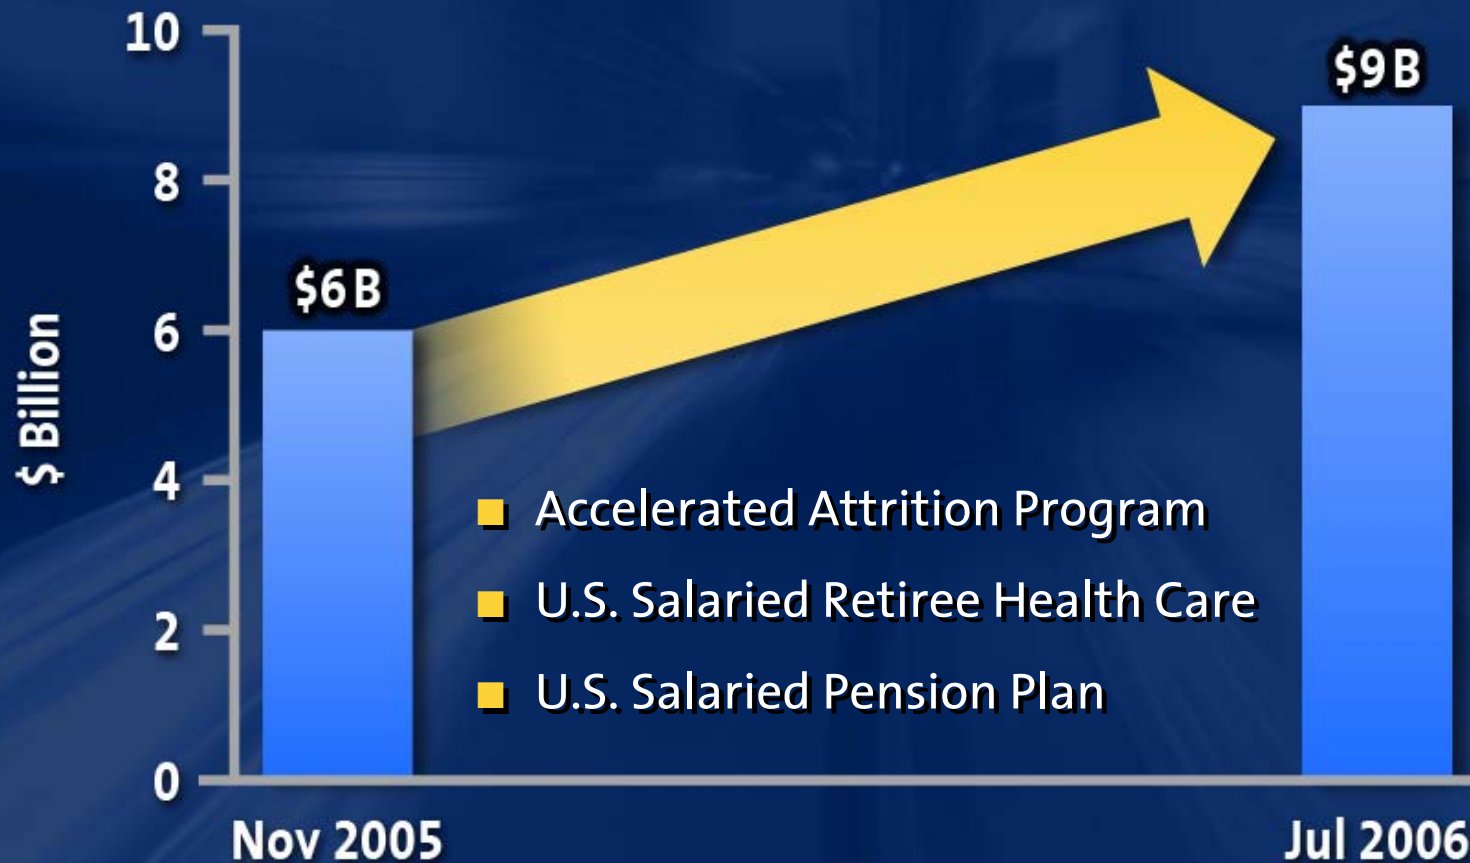 10
$9B
8
$6B
6
$ Billion
4
Accelerated Attrition Program
U.S. Salaried Retiree Health Care
2
U.S. Salaried Pension Plan
0
Nov 2005
Jul 2006